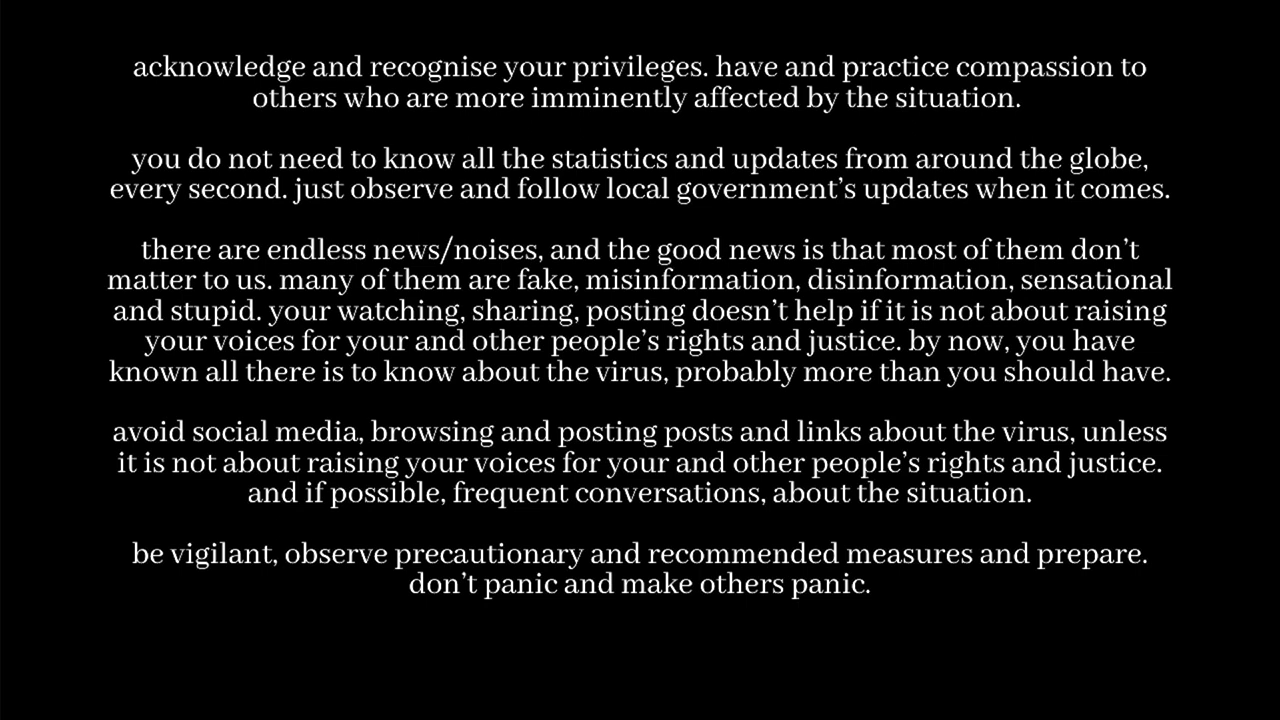 acknowledge and recognise your privileges. have and practice compassion to
others who are more imminently affected by the situation.
you do not need to know all the statistics and updates from around the globe,
every second. just observe and follow local government’s updates when it comes.
there are endless news/noises, and the good news is that most of them don’t
matter to us. many of them are fake, misinformation, disinformation, sensational
and stupid. your watching, sharing, posting doesn’t help if it is not about raising
your voices for your and other people’s rights and justice. by now, you have
known all there is to know about the virus, probably more than you should have.
avoid social media, browsing and posting posts and links about the virus, unless
it is not about raising your voices for your and other people’s rights and justice.
and if possible, frequent conversations, about the situation.
be vigilant, observe precautionary and recommended measures and prepare.
don’t panic and make others panic.